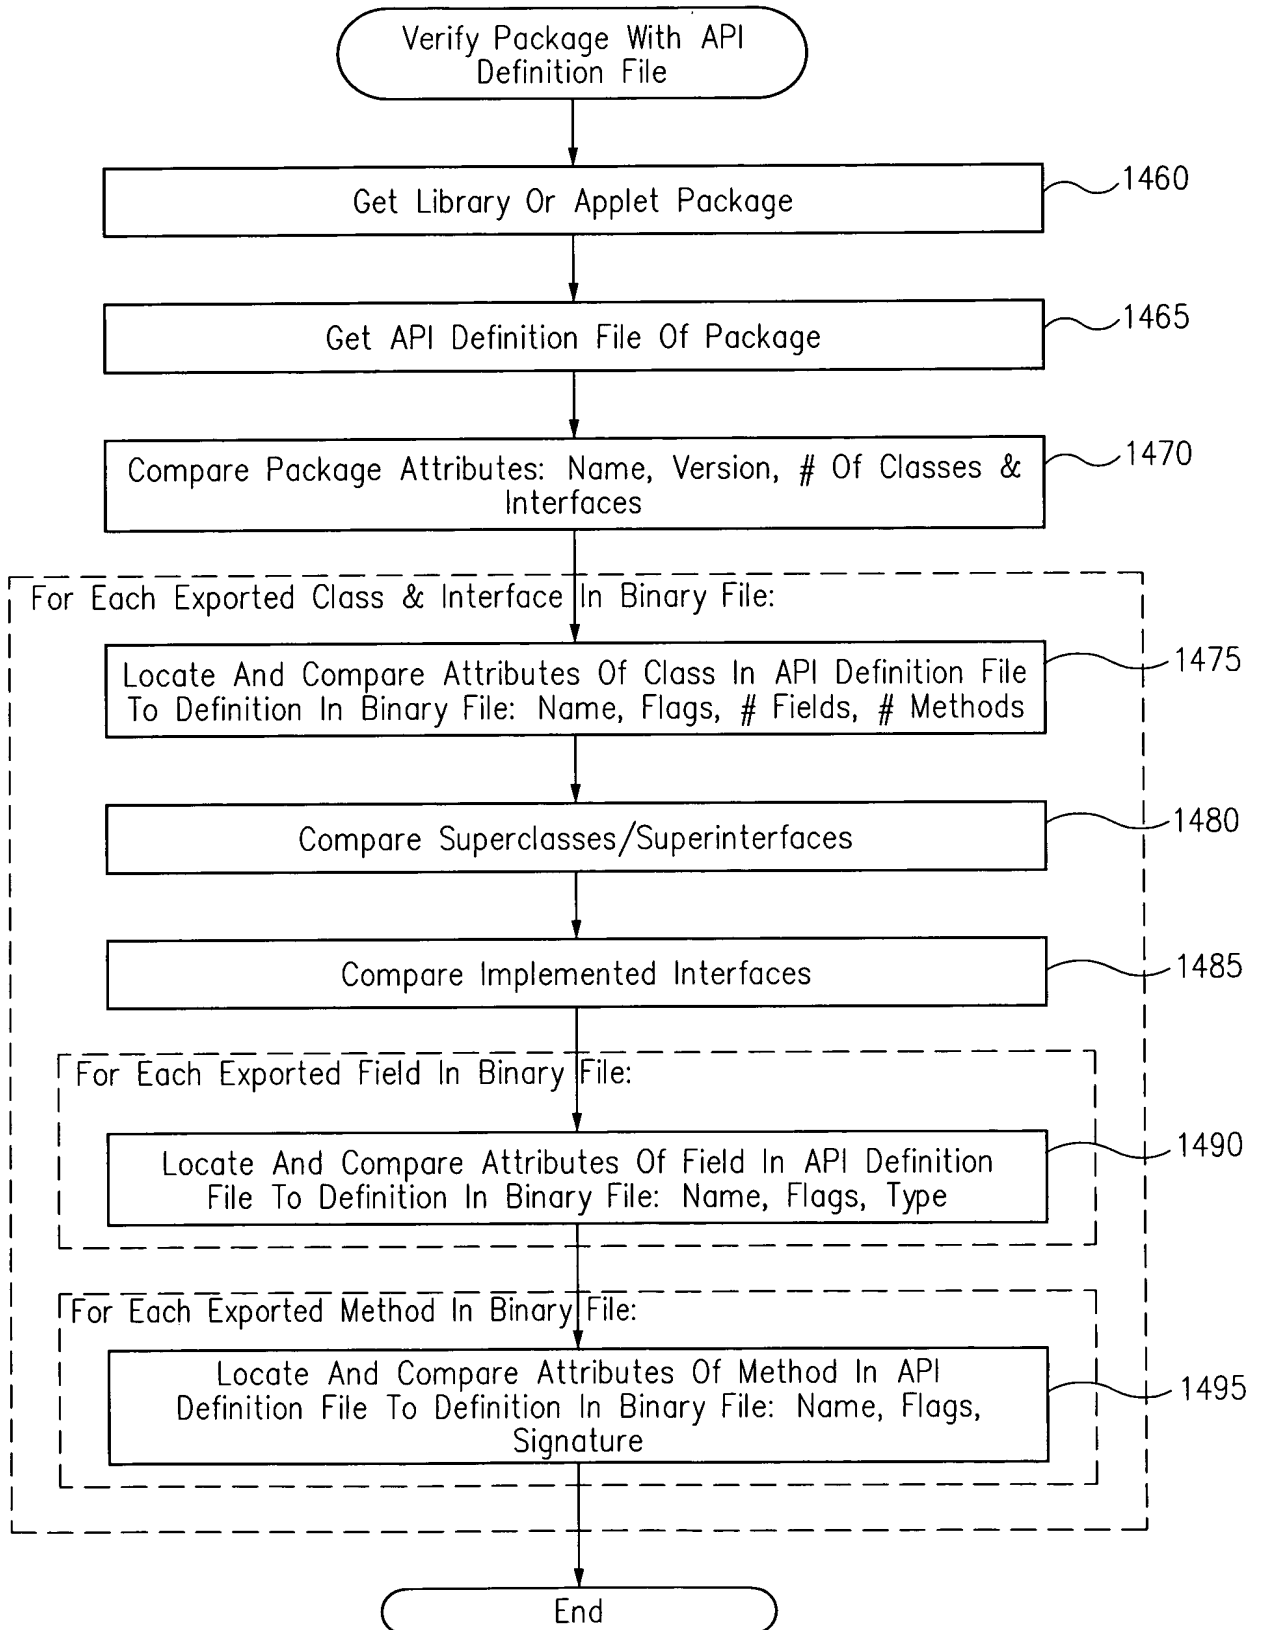 Verify Package With API
Definition File
Get Library Or Applet Package
1460
Get API Definition File Of Package
1465
Compare Package Attributes: Name, Version, # Of Classes &
Interfaces
1470
For Each Exported Class & Interface In Binary File:
Locate And Compare Attributes Of Class In API Definition File
To Definition In Binary File: Name, Flags, # Fields, # Methods
1475
Compare Superclasses/Superinterfaces
1480
Compare Implemented Interfaces
1485
For Each Exported Field In Binary File:
Locate And Compare Attributes Of Field In API Definition
File To Definition In Binary File: Name, Flags, Type
1490
For Each Exported Method In Binary File:
Locate And Compare Attributes Of Method In API
Definition File To Definition In Binary File: Name, Flags,
Signature
1495
End